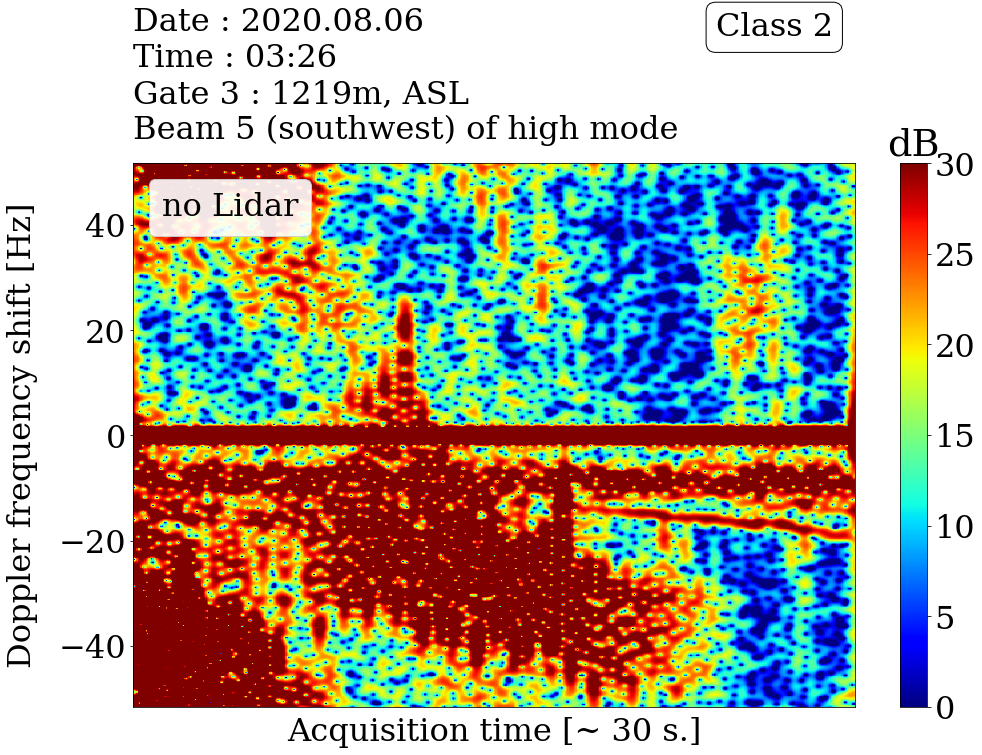 Date : 2020.08.06
Time : 03:26
Gate 3 : 1219m, ASL
Beam 5 (southwest) of high mode
Class 2
dB
no Lidar
Doppler frequency shift [Hz]
40
20
0
−20
−40
30
25
20
15
10
5
0
Acquisition time [~ 30 s.]